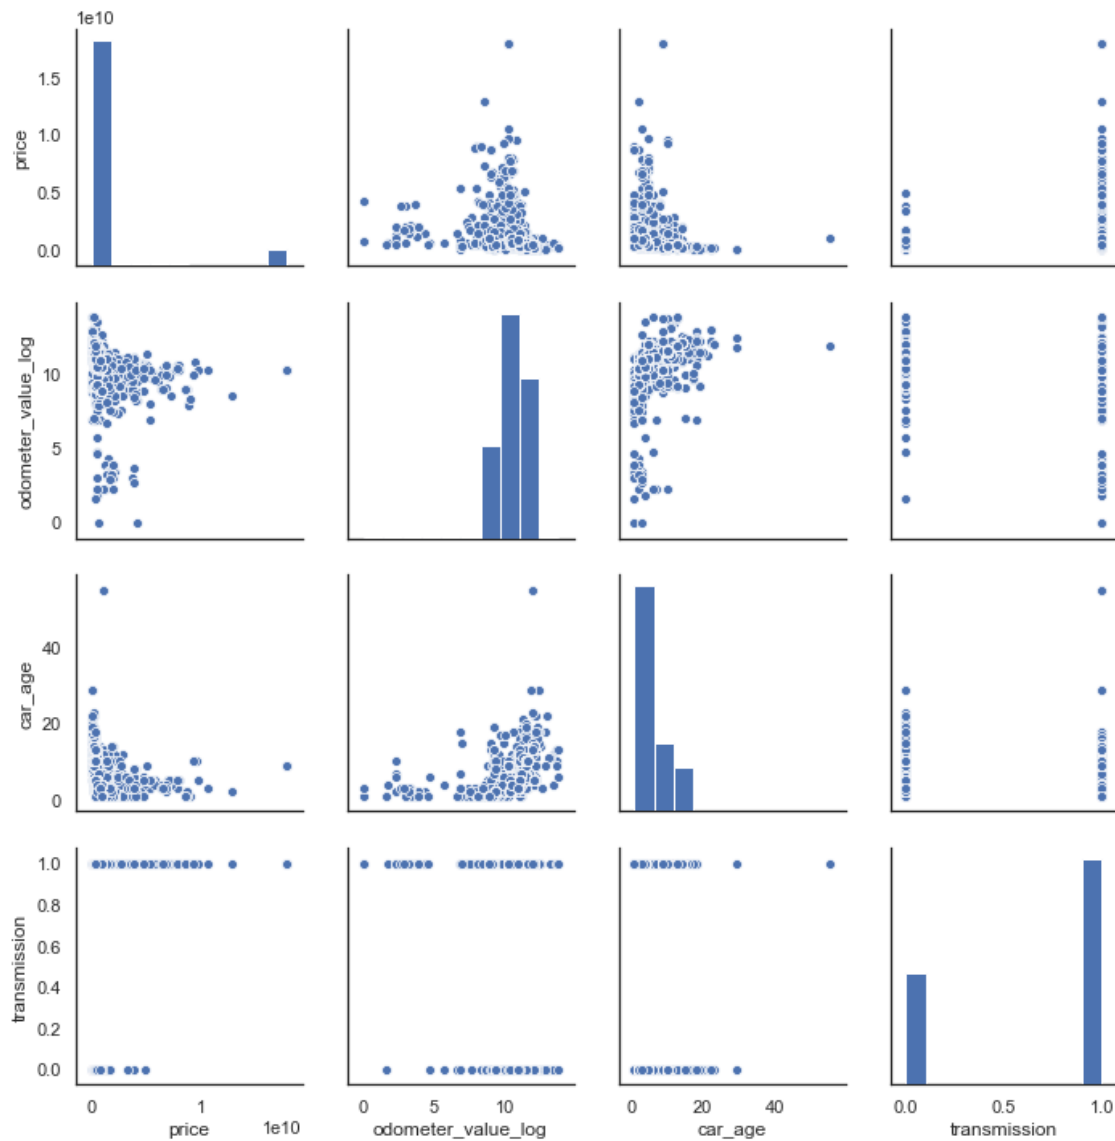 1e10
1.5
1.0
0.5
0.0
price
10
5
0
odometer_value_log
40
20
0
car_age
1.0
0.8
0.6
0.4
0.2
0.0
transmission
0 1 0 5 10 0 20 40 0.0 0.5 1.0
price 1e10 odometer_value_log car_age transmission